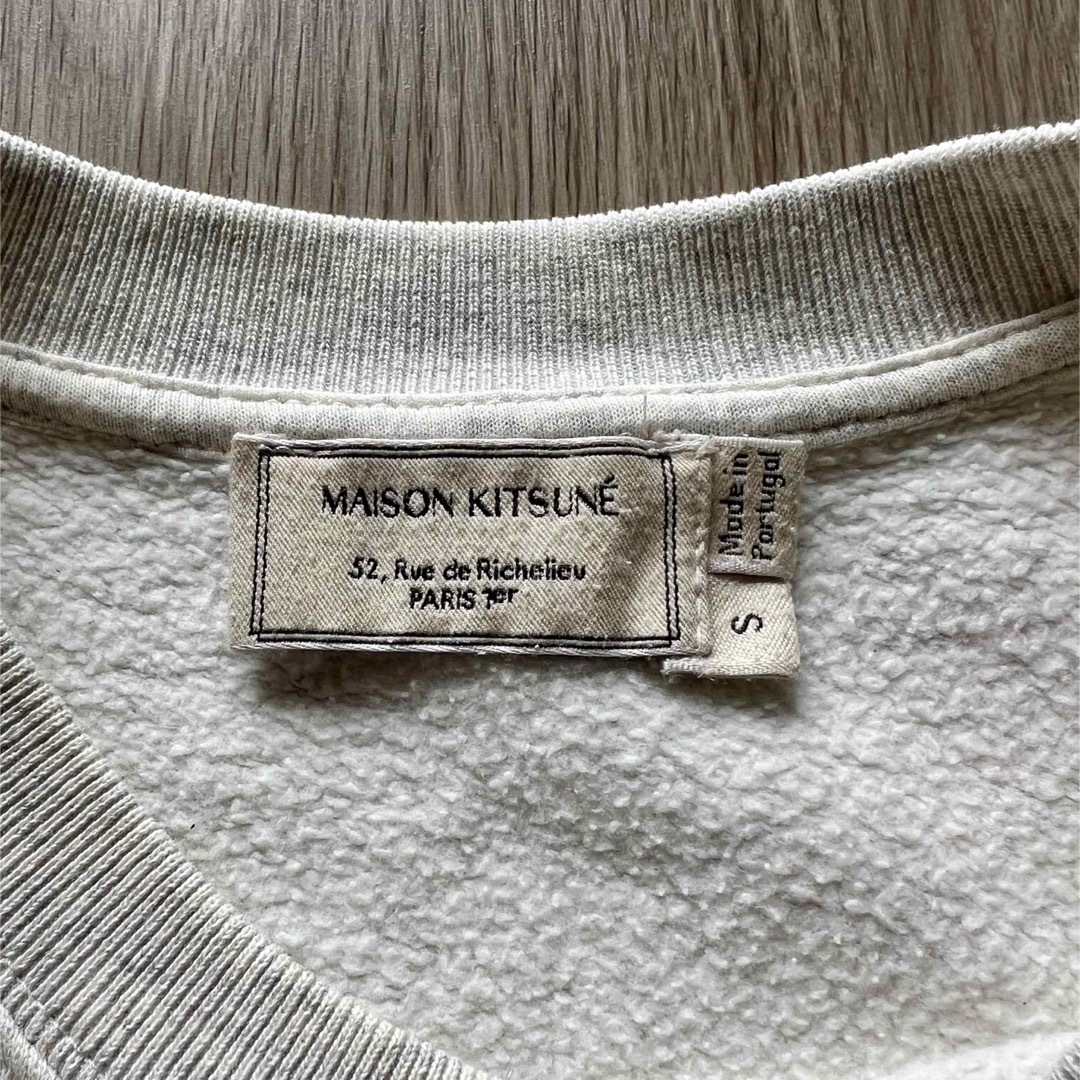 MAISON KITSUNÉ
52, Rue de Richelieu
PARIS 1er
Made in
Portugal
S